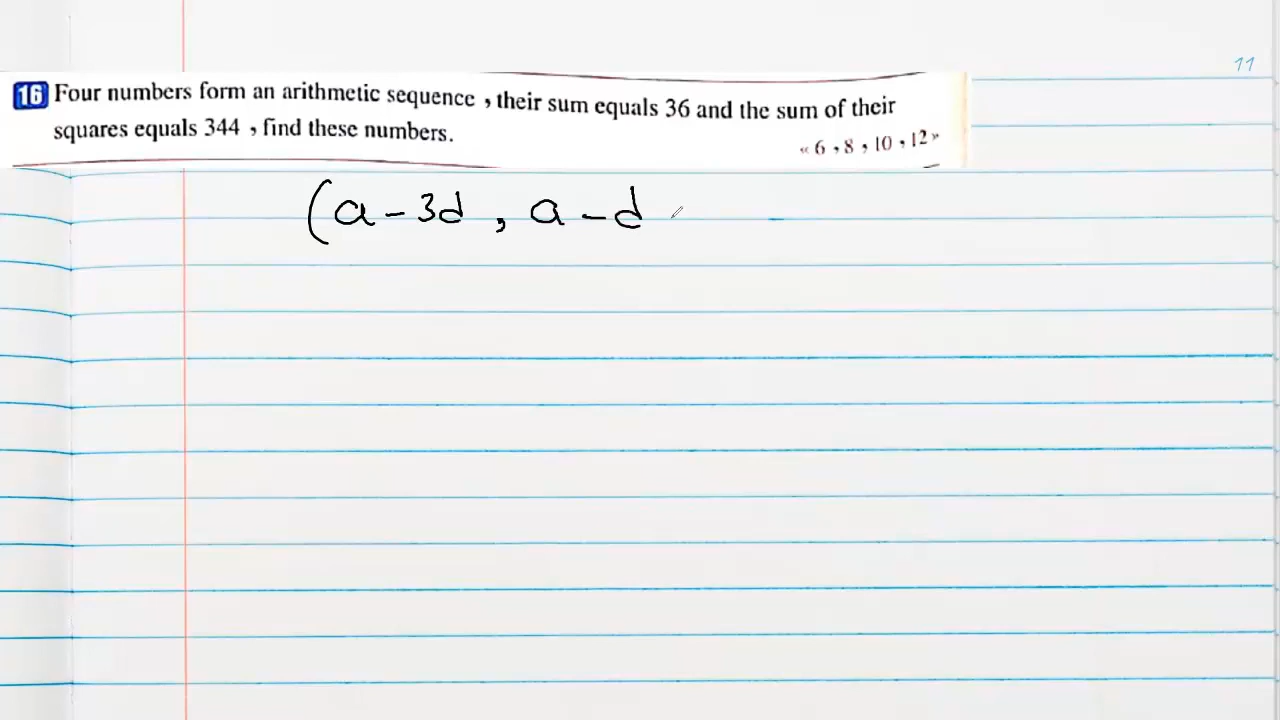 11
16 Four numbers form an arithmetic sequence , their sum equals 36 and the sum of their
squares equals 344 , find these numbers.
« 6 , 8 , 10 , 12 »
(a - 3d , a - d